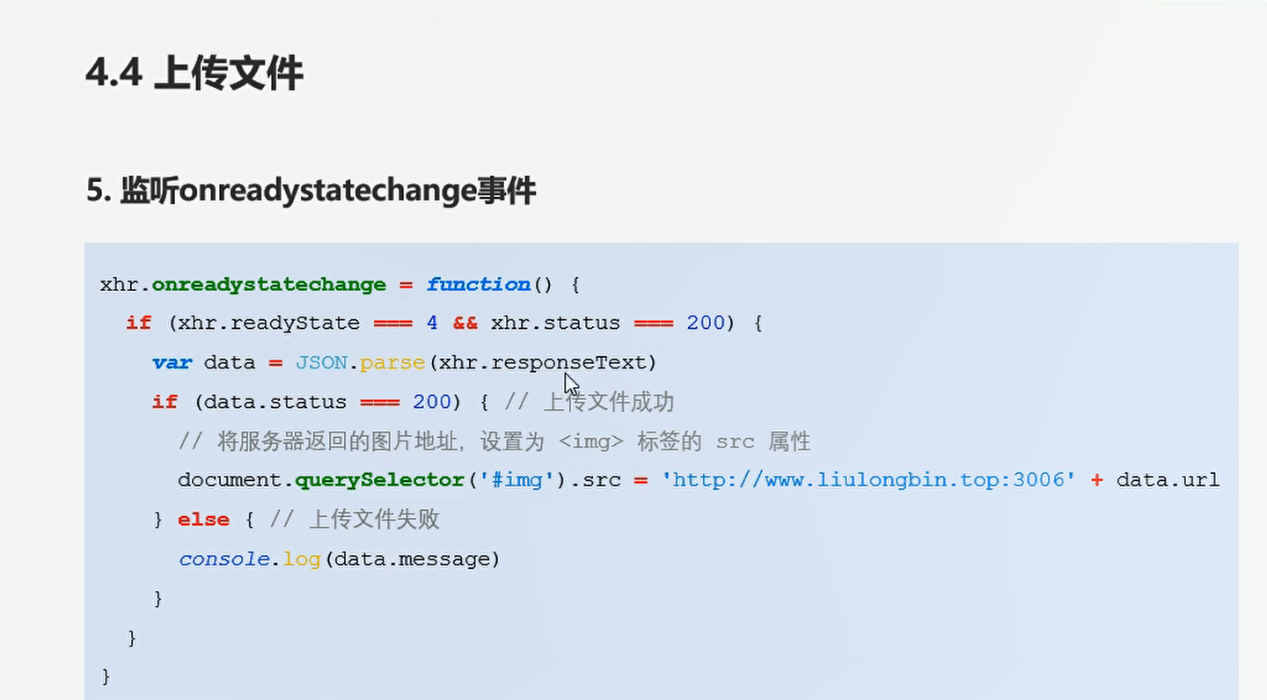 4.4 上传文件
5. 监听onreadystatechange事件
xhr.onreadystatechange = function() {
if (xhr.readyState === 4 && xhr.status === 200) {
var data = JSON.parse(xhr.responseText)
if (data.status === 200) { // 上传文件成功
// 将服务器返回的图片地址，设置为 <img> 标签的 src 属性
document.querySelector('#img').src = 'http://www.liulongbin.top:3006' + data.url
} else { // 上传文件失败
console.log(data.message)
}
}
}